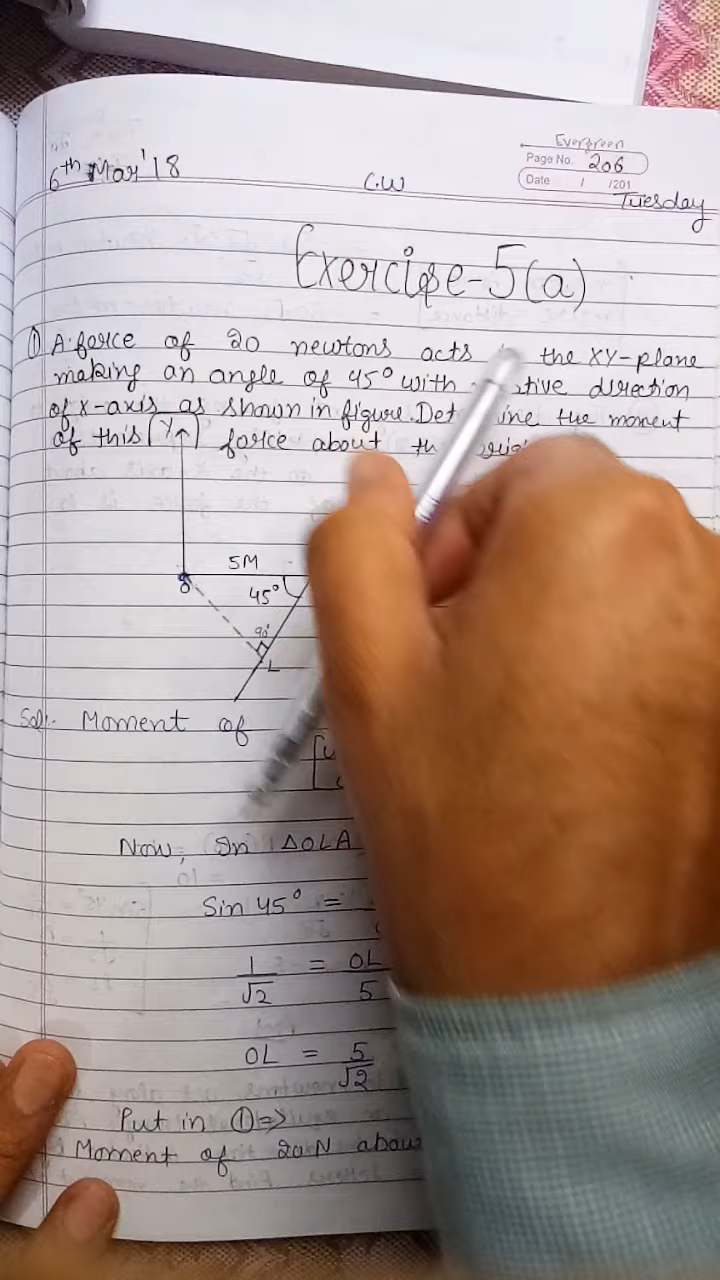 Evergreen
Page No. 206
Date / /201
6th Mar'18
C.W
Tuesday
Exercise-5(a)
① A force of 20 newtons acts the XY-plane
making an angle of 45° with direction
of X-axis as shown in figure. the moment
of this force about
Y
5M
O
45°
90°
L
Sol:- Moment of
Now, In ΔOLA
Sin 45° =
1/√2 = OL/5
OL = 5/√2
Put in ① ⇒
Moment of 20N